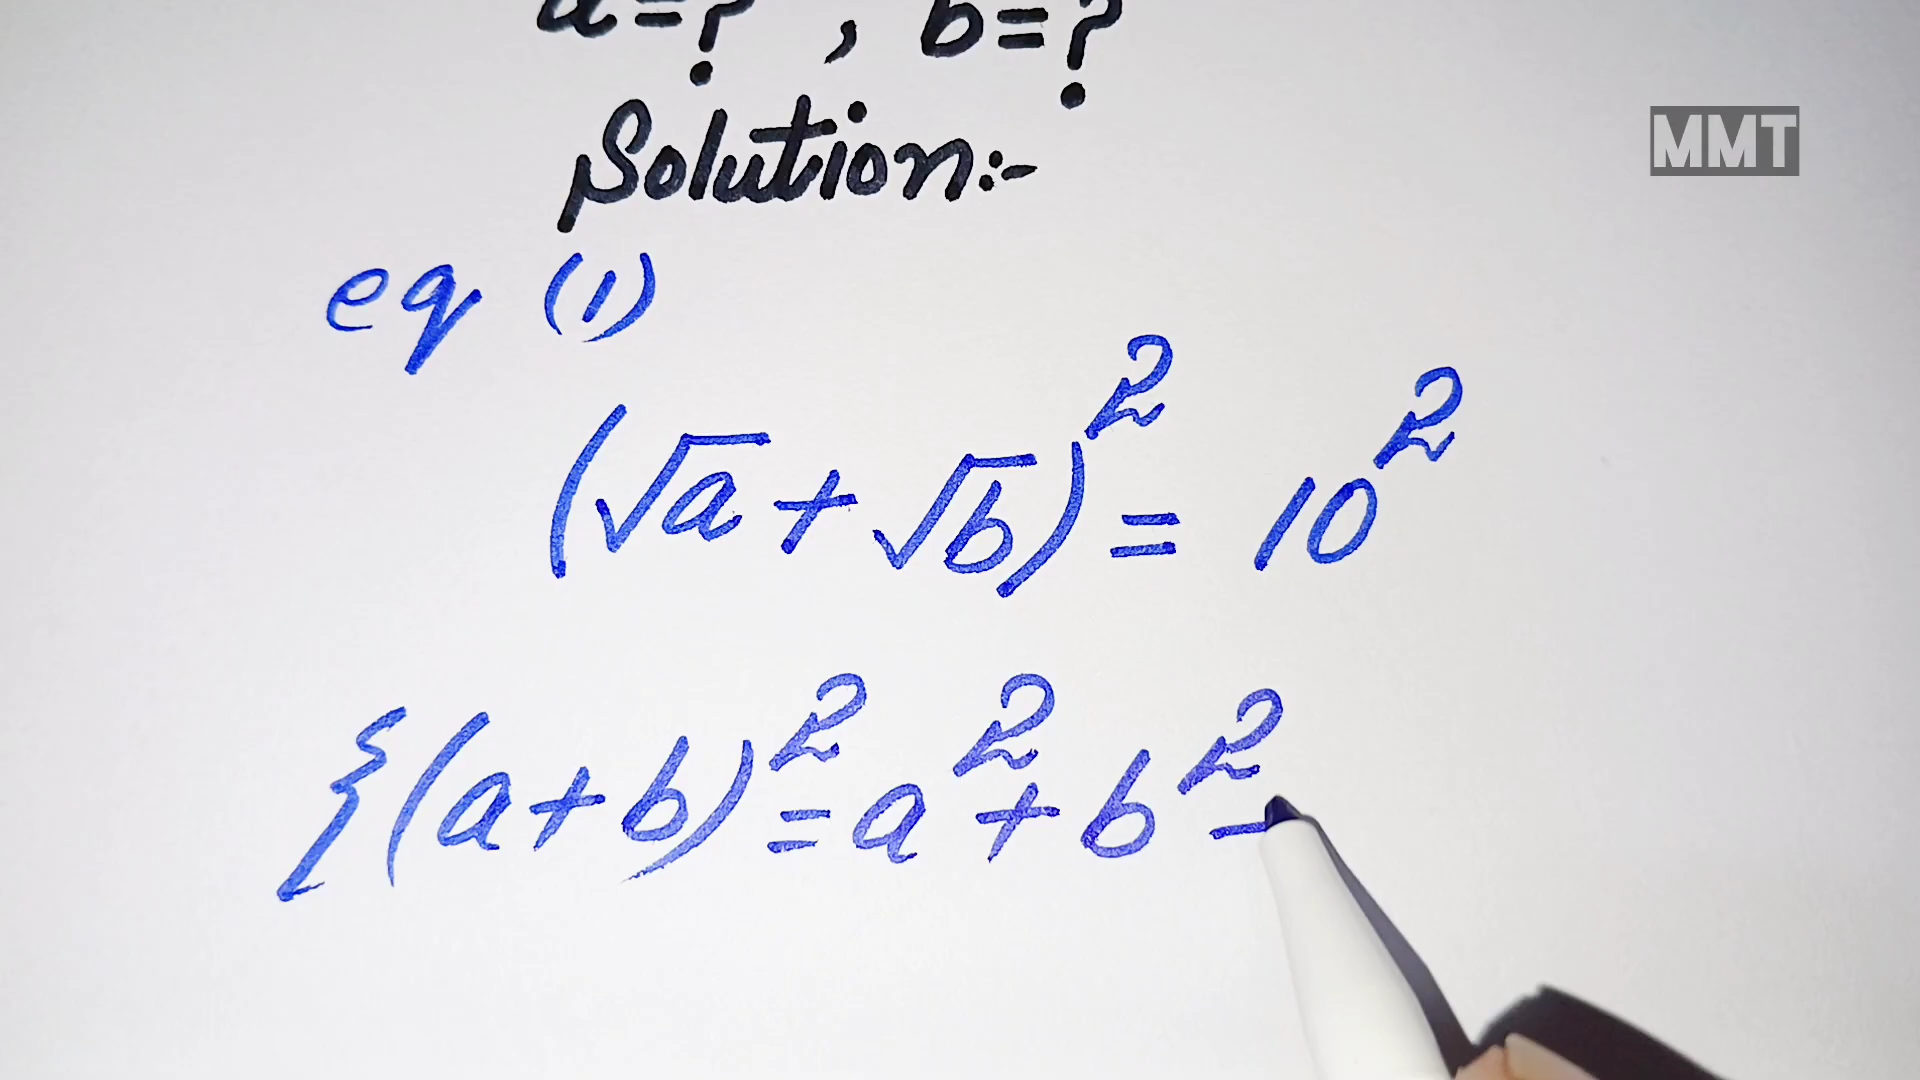 a=? , b=?
Solution:-
MMT
eq (1)
(√a + √b)² = 10²
{(a+b)² = a² + b² -